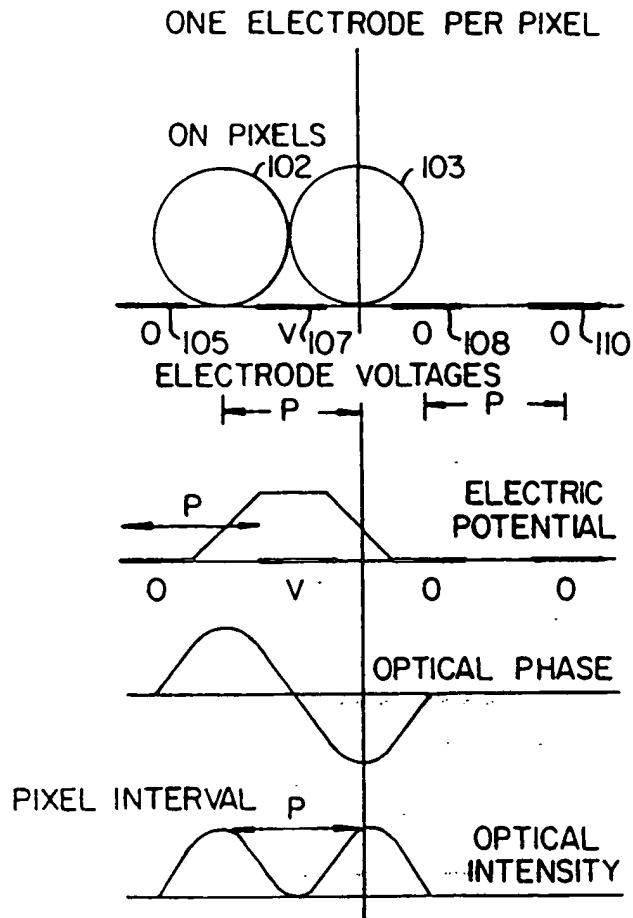 ONE ELECTRODE PER PIXEL
ON PIXELS
102
103
0 105 V 107 0 108 0 110
ELECTRODE VOLTAGES
P P
P
ELECTRIC
POTENTIAL
0 V 0 0
OPTICAL PHASE
PIXEL INTERVAL
P
OPTICAL
INTENSITY